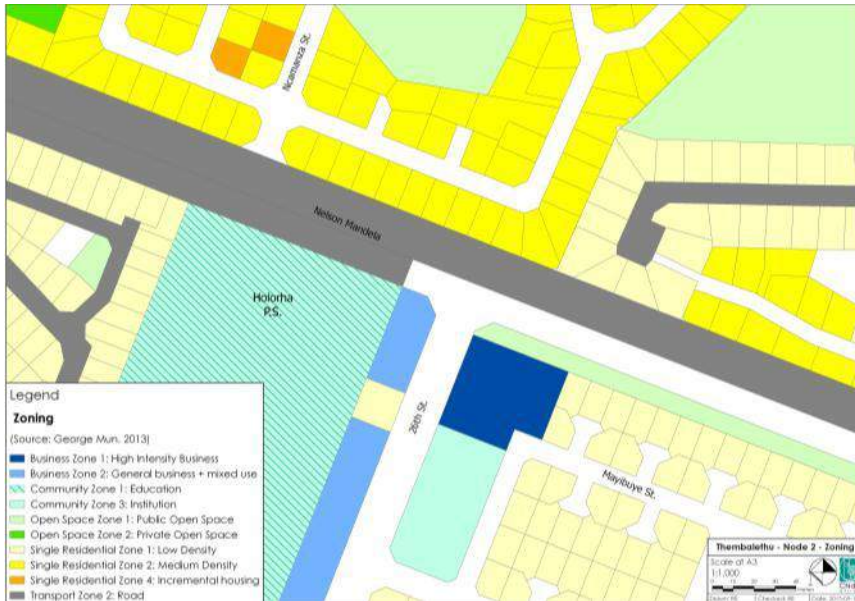 Ncamanza St.
Nelson Mandela
Holorha
P.S.
26th St.
Mayibuye St.
Legend
Zoning
(Source: George Mun. 2013)
Business Zone 1: High Intensity Business
Business Zone 2: General business + mixed use
Community Zone 1: Education
Community Zone 3: Institution
Open Space Zone 1: Public Open Space
Open Space Zone 2: Private Open Space
Single Residential Zone 1: Low Density
Single Residential Zone 2: Medium Density
Single Residential Zone 4: Incremental housing
Transport Zone 2: Road
Thembalethu - Node 2 - Zoning
Scale at A3
1:1,000